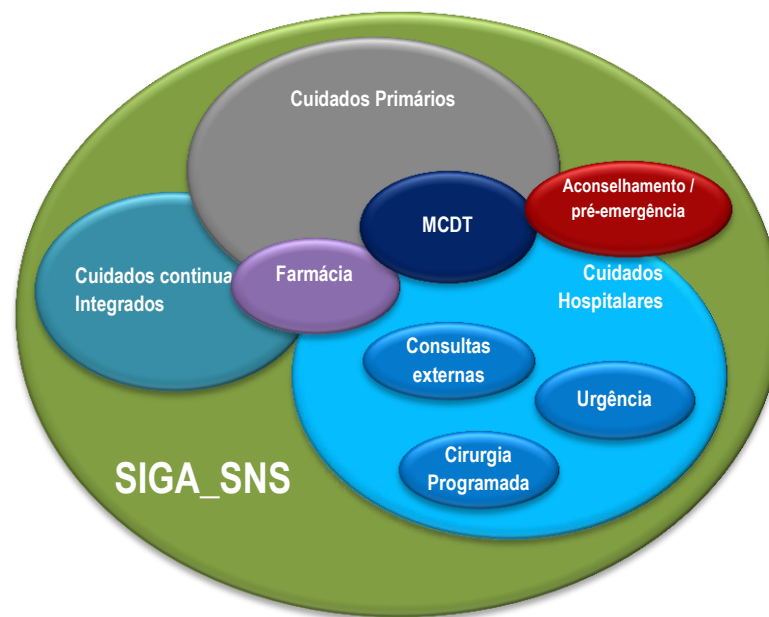 Cuidados Primários
Aconselhamento /
pré-emergência
MCDT
Cuidados continua
Integrados
Farmácia
Cuidados
Hospitalares
Consultas
externas
Urgência
Cirurgia
Programada
SIGA_SNS